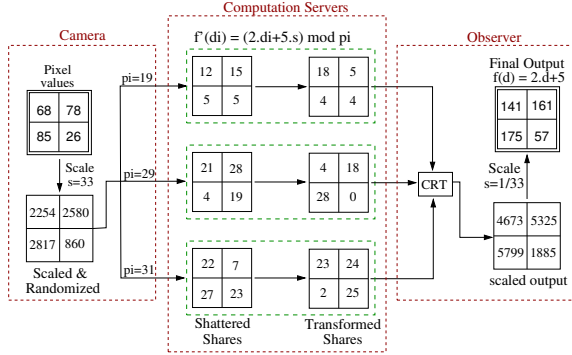 Computation Servers
Camera
Observer
f'(di) = (2.di+5.s) mod pi
Pixel
values
68 78
85 26
Scale
s=33
2254 2580
2817 860
Scaled &
Randomized
pi=19
12 15
5 5
18 5
4 4
pi=29
21 28
4 19
4 18
28 0
pi=31
22 7
27 23
23 24
2 25
Shattered
Shares
Transformed
Shares
CRT
Final Output
f(d) = 2.d+5
141 161
175 57
Scale
s=1/33
4673 5325
5799 1885
scaled output